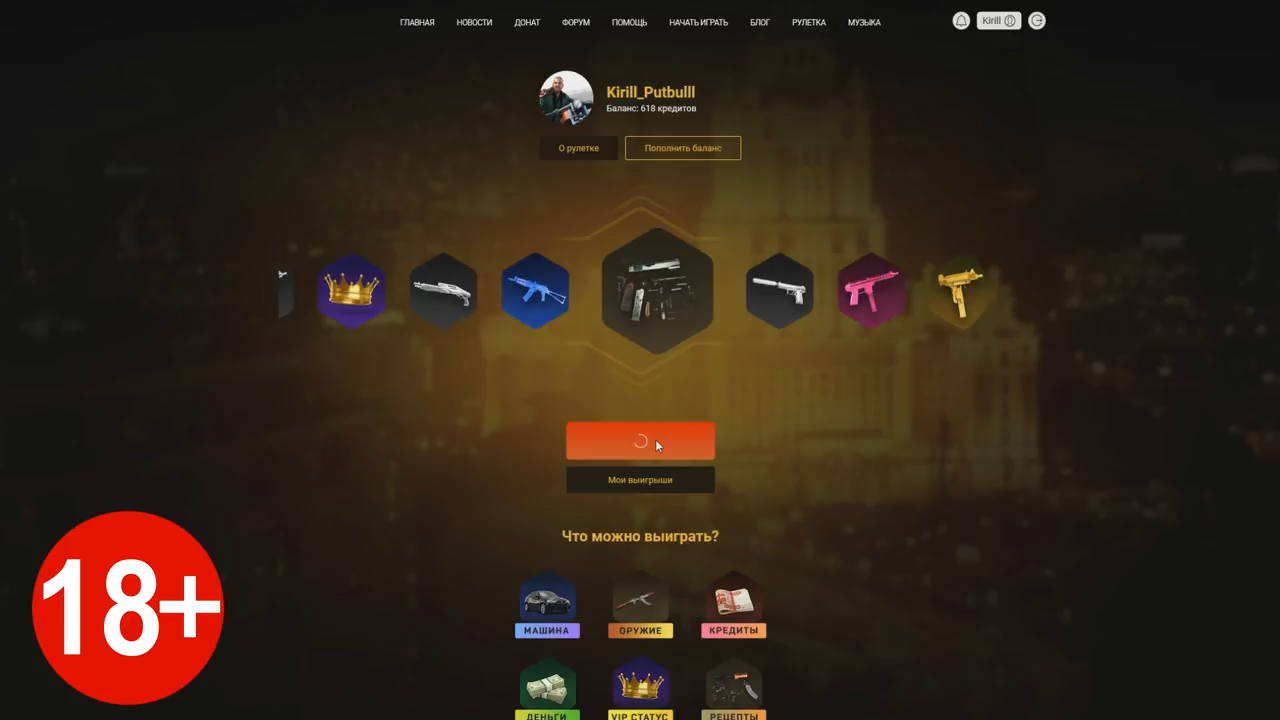 ГЛАВНАЯ НОВОСТИ ДОНАТ ФОРУМ ПОМОЩЬ НАЧАТЬ ИГРАТЬ БЛОГ РУЛЕТКА МУЗЫКА
Kirill
Kirill_Putbulll
Баланс: 618 кредитов
О рулетке Пополнить баланс
Мои выигрыши
Что можно выиграть?
МАШИНА ОРУЖИЕ КРЕДИТЫ
ДЕНЬГИ VIP СТАТУС РЕЦЕПТЫ
18+